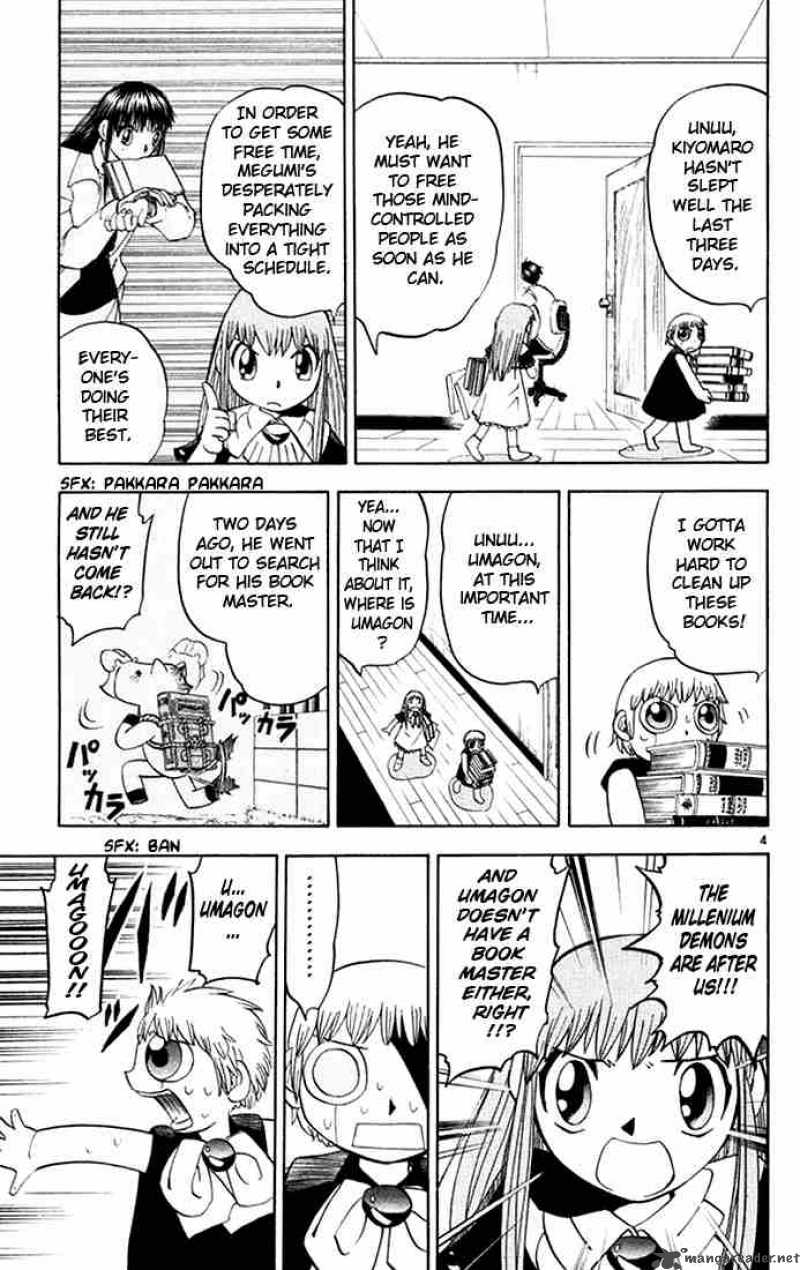 UNUU,
KIYOMARO
HASN'T
SLEPT
WELL THE
LAST
THREE
DAYS.
YEAH, HE
MUST WANT
TO FREE
THOSE MIND-
CONTROLLED
PEOPLE AS
SOON AS HE
CAN.
IN ORDER
TO GET SOME
FREE TIME,
MEGUMI'S
DESPERATELY
PACKING
EVERYTHING
INTO A TIGHT
SCHEDULE.
EVERY-
ONE'S
DOING
THEIR
BEST.
I GOTTA
WORK
HARD TO
CLEAN UP
THESE
BOOKS!
UNUU...
UMAGON,
AT THIS
IMPORTANT
TIME...
YEA...
NOW
THAT I
THINK
ABOUT IT,
WHERE IS
UMAGON
?
SFX: PAKKARA PAKKARA
TWO DAYS
AGO, HE WENT
OUT TO SEARCH
FOR HIS BOOK
MASTER.
AND HE
STILL
HASN'T
COME
BACK!?
パッカラ
パッカラ
4
THE
MILLENIUM
DEMONS
ARE AFTER
US!!!
AND
UMAGON
DOESN'T
HAVE A
BOOK
MASTER
EITHER,
RIGHT
!!?
.........
SFX: BAN
U...
UMAGON
...
UMAGOOON!!
mangareader.net